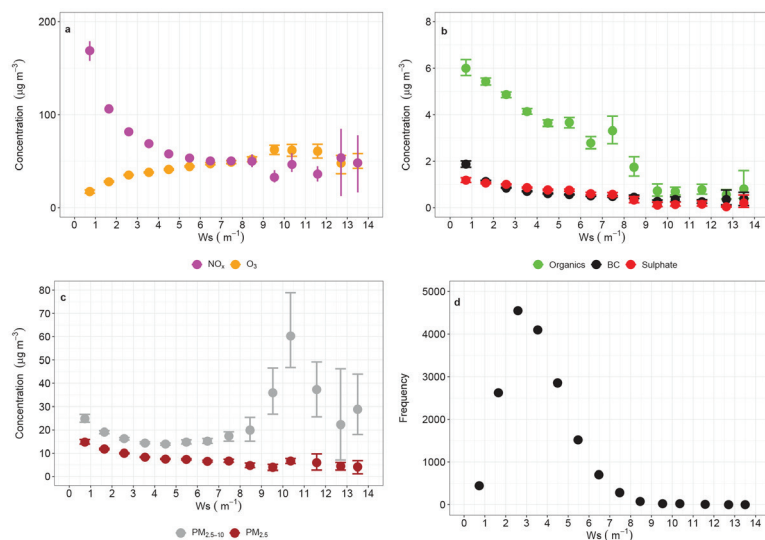 a
Concentration (μg m⁻³)
200
100
0
0 1 2 3 4 5 6 7 8 9 10 11 12 13 14
Ws ( m⁻¹)
NOₓ O₃
b
Concentration (μg m⁻³)
8
6
4
2
0
0 1 2 3 4 5 6 7 8 9 10 11 12 13 14
Ws ( m⁻¹)
Organics BC Sulphate
c
Concentration (μg m⁻³)
80
70
60
50
40
30
20
10
0
0 1 2 3 4 5 6 7 8 9 10 11 12 13 14
Ws ( m⁻¹)
PM₂.₅₋₁₀ PM₂.₅
d
Frequency
5000
4000
3000
2000
1000
0
0 1 2 3 4 5 6 7 8 9 10 11 12 13 14
Ws ( m⁻¹)